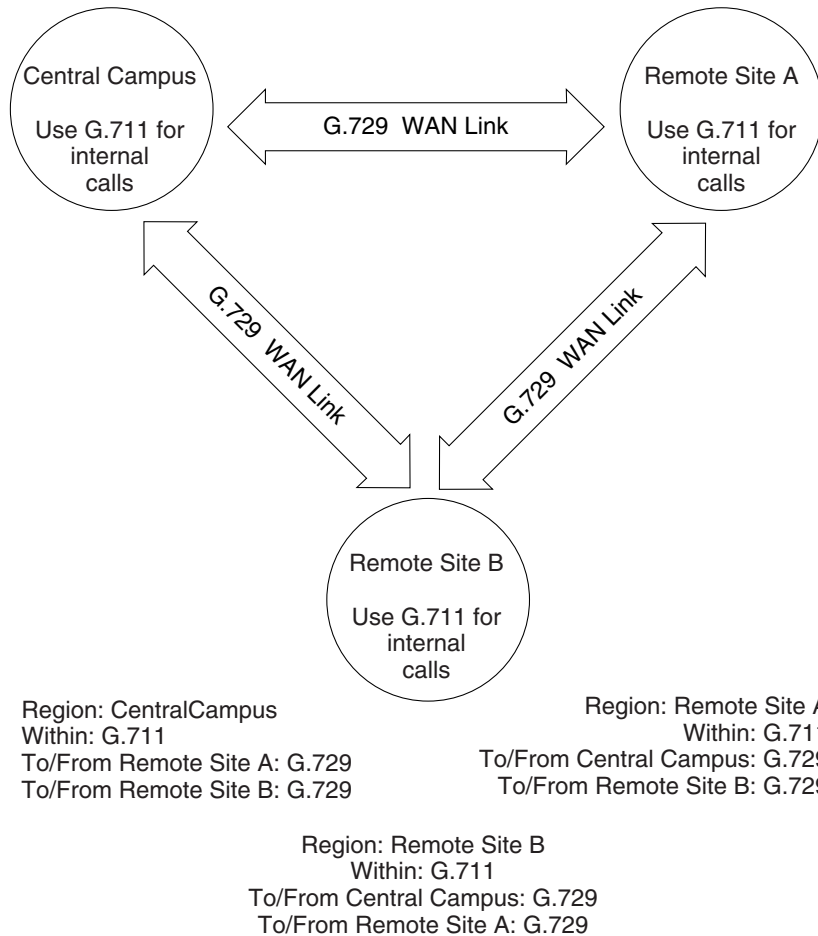 Central Campus
Use G.711 for
internal
calls
G.729 WAN Link
Remote Site A
Use G.711 for
internal
calls
G.729 WAN Link
G.729 WAN Link
Remote Site B
Use G.711 for
internal
calls
Region: CentralCampus
Within: G.711
To/From Remote Site A: G.729
To/From Remote Site B: G.729
Region: Remote Site A
Within: G.711
To/From Central Campus: G.729
To/From Remote Site B: G.729
Region: Remote Site B
Within: G.711
To/From Central Campus: G.729
To/From Remote Site A: G.729